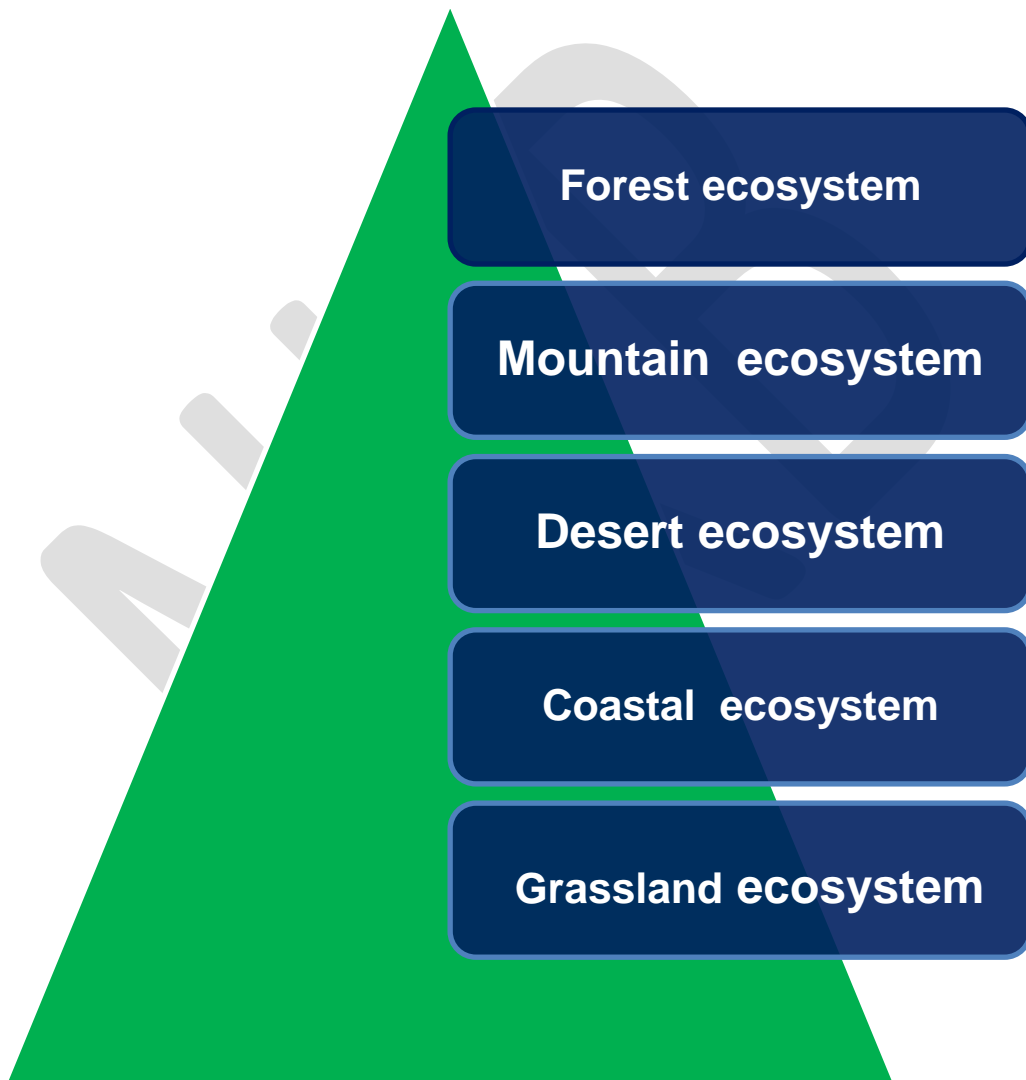 Forest ecosystem
Mountain  ecosystem
Desert ecosystem
Coastal  ecosystem
Grassland ecosystem